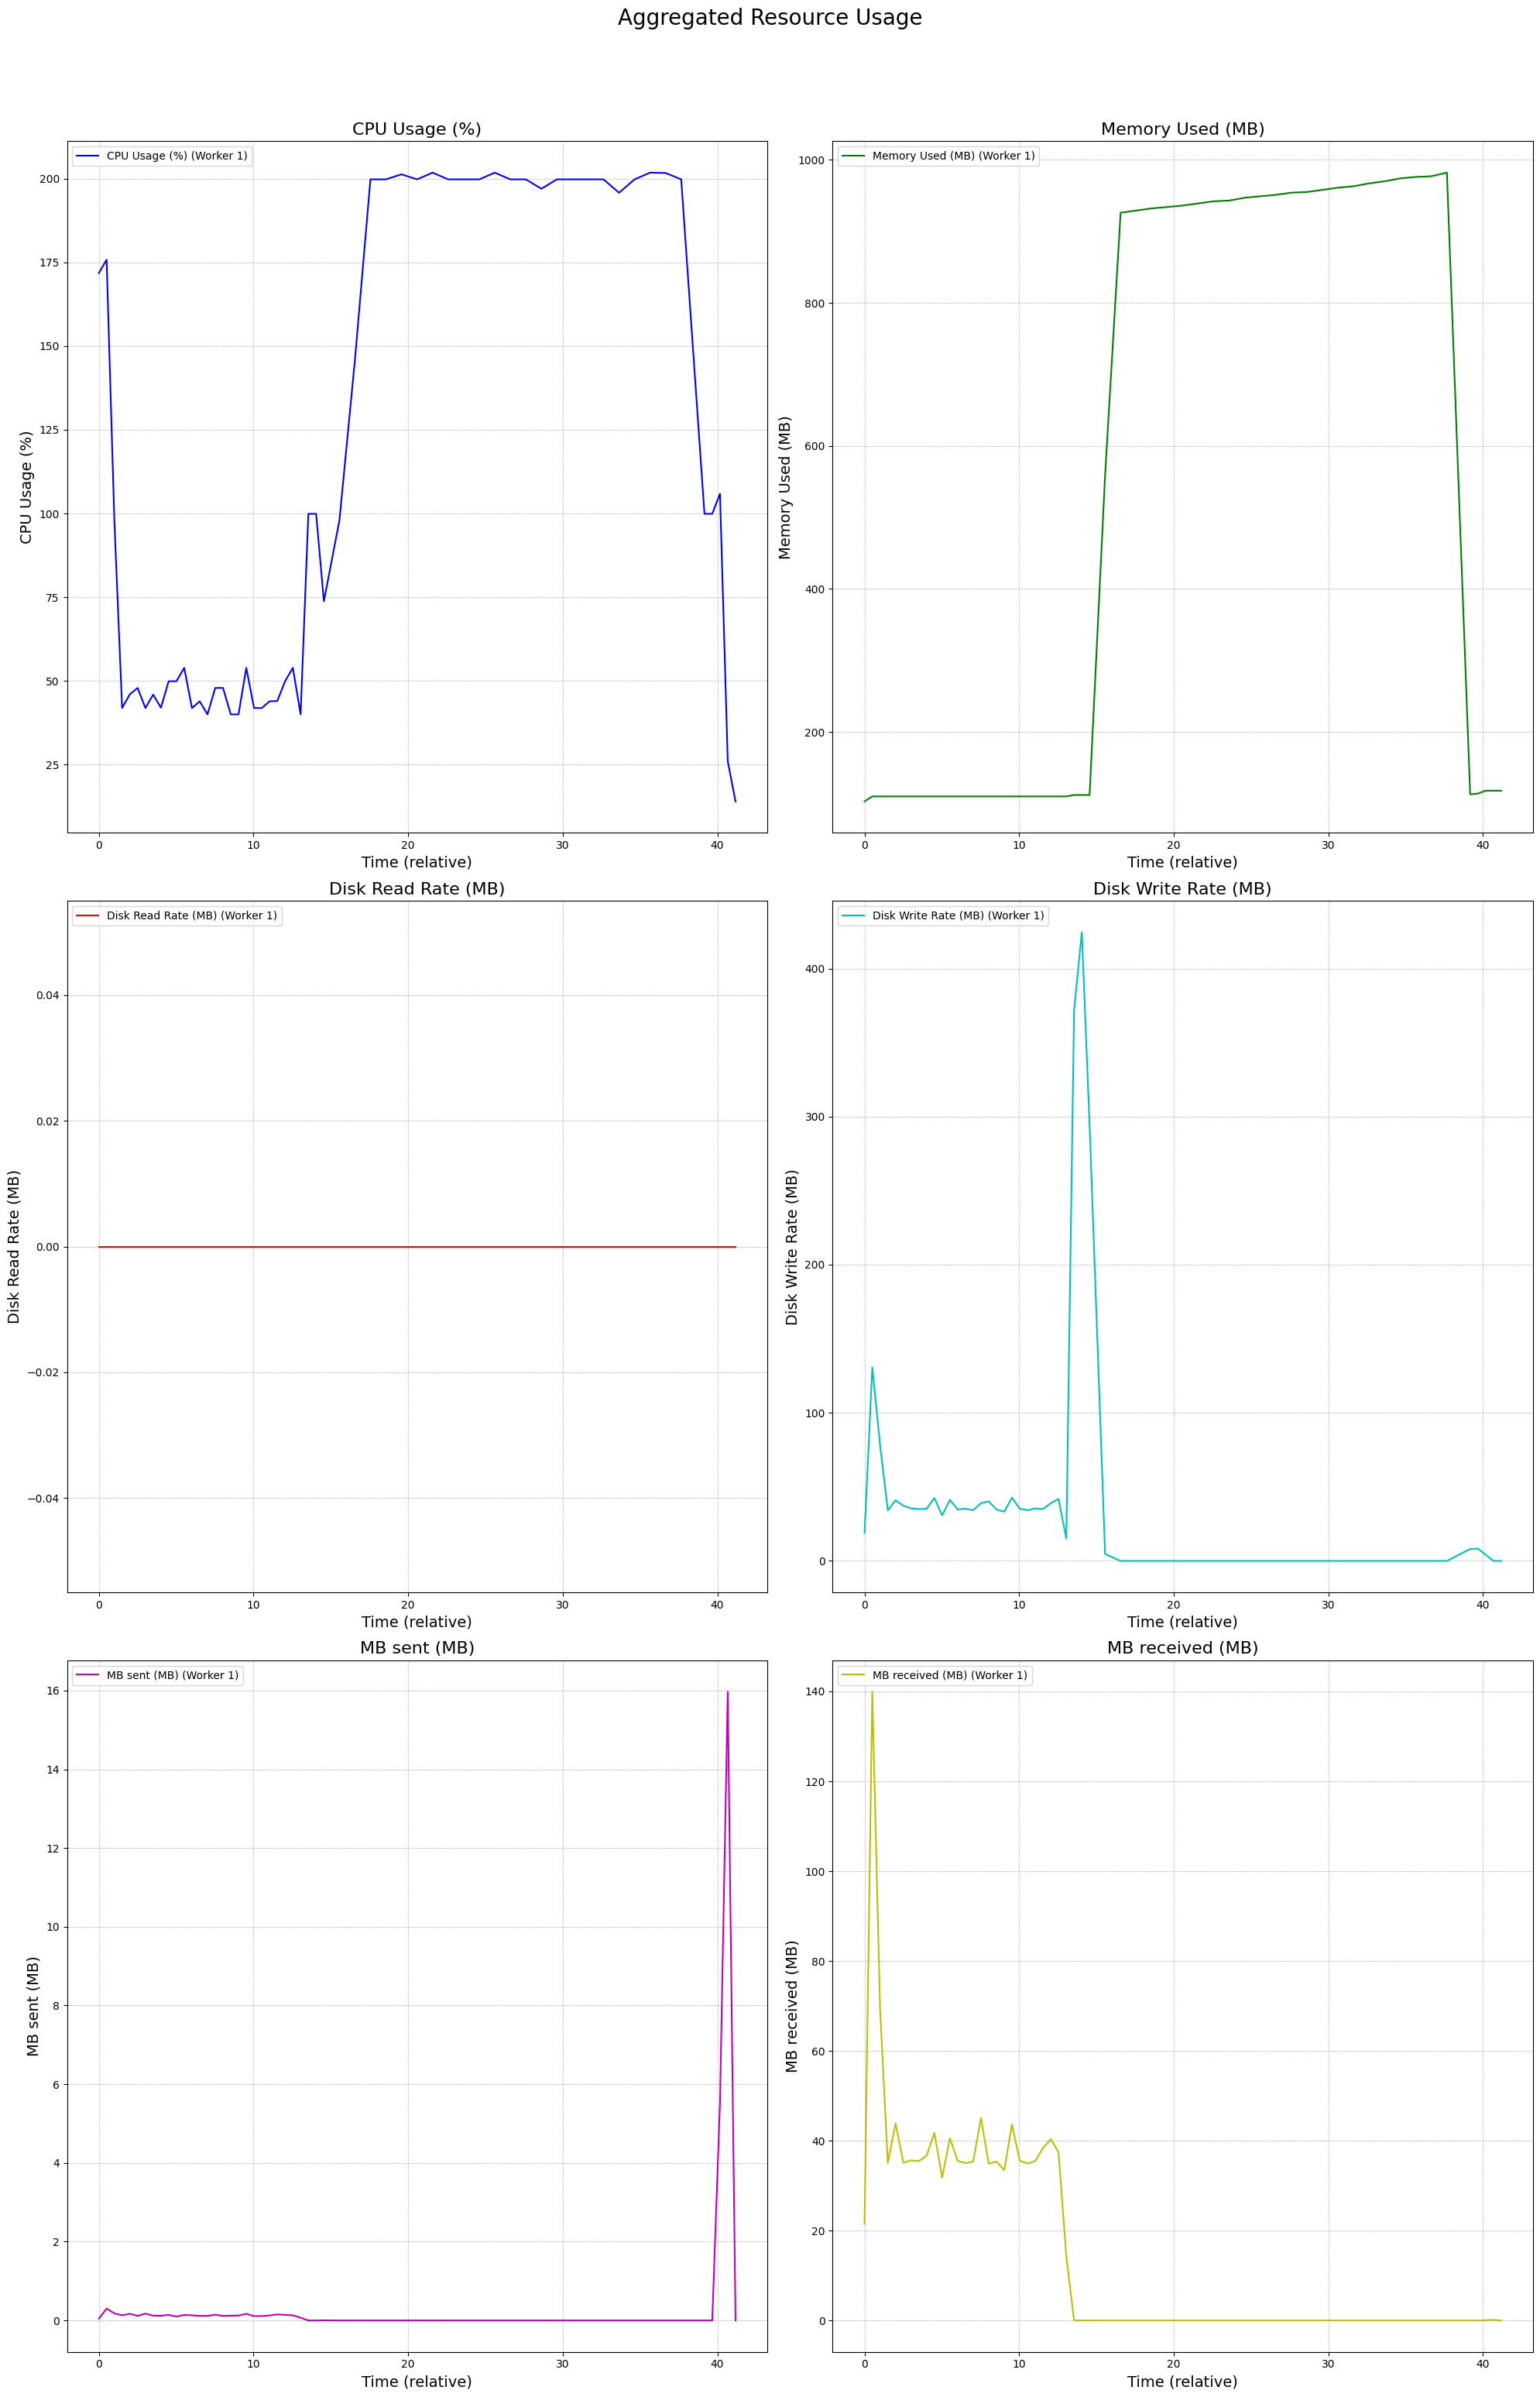 Aggregated Resource Usage
CPU Usage (%)
CPU Usage (%) (Worker 1)
200
175
150
125
100
75
50
25
CPU Usage (%)
0 10 20 30 40
Time (relative)
Memory Used (MB)
Memory Used (MB) (Worker 1)
1000
800
600
400
200
Memory Used (MB)
0 10 20 30 40
Time (relative)
Disk Read Rate (MB)
Disk Read Rate (MB) (Worker 1)
0.04
0.02
0.00
−0.02
−0.04
Disk Read Rate (MB)
0 10 20 30 40
Time (relative)
Disk Write Rate (MB)
Disk Write Rate (MB) (Worker 1)
400
300
200
100
0
Disk Write Rate (MB)
0 10 20 30 40
Time (relative)
MB sent (MB)
MB sent (MB) (Worker 1)
16
14
12
10
8
6
4
2
0
MB sent (MB)
0 10 20 30 40
Time (relative)
MB received (MB)
MB received (MB) (Worker 1)
140
120
100
80
60
40
20
0
MB received (MB)
0 10 20 30 40
Time (relative)